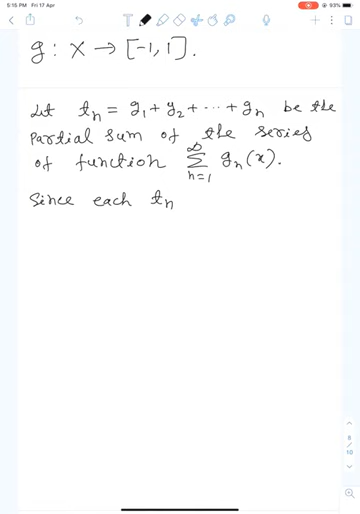 5:15 PM Fri 17 Apr
93%
g : X → [-1, 1].
Let tn = g1 + g2 + ... + gn be the
partial sum of the series
of function ∞∑n=1 gn(x).
Since each tn
8 / 10